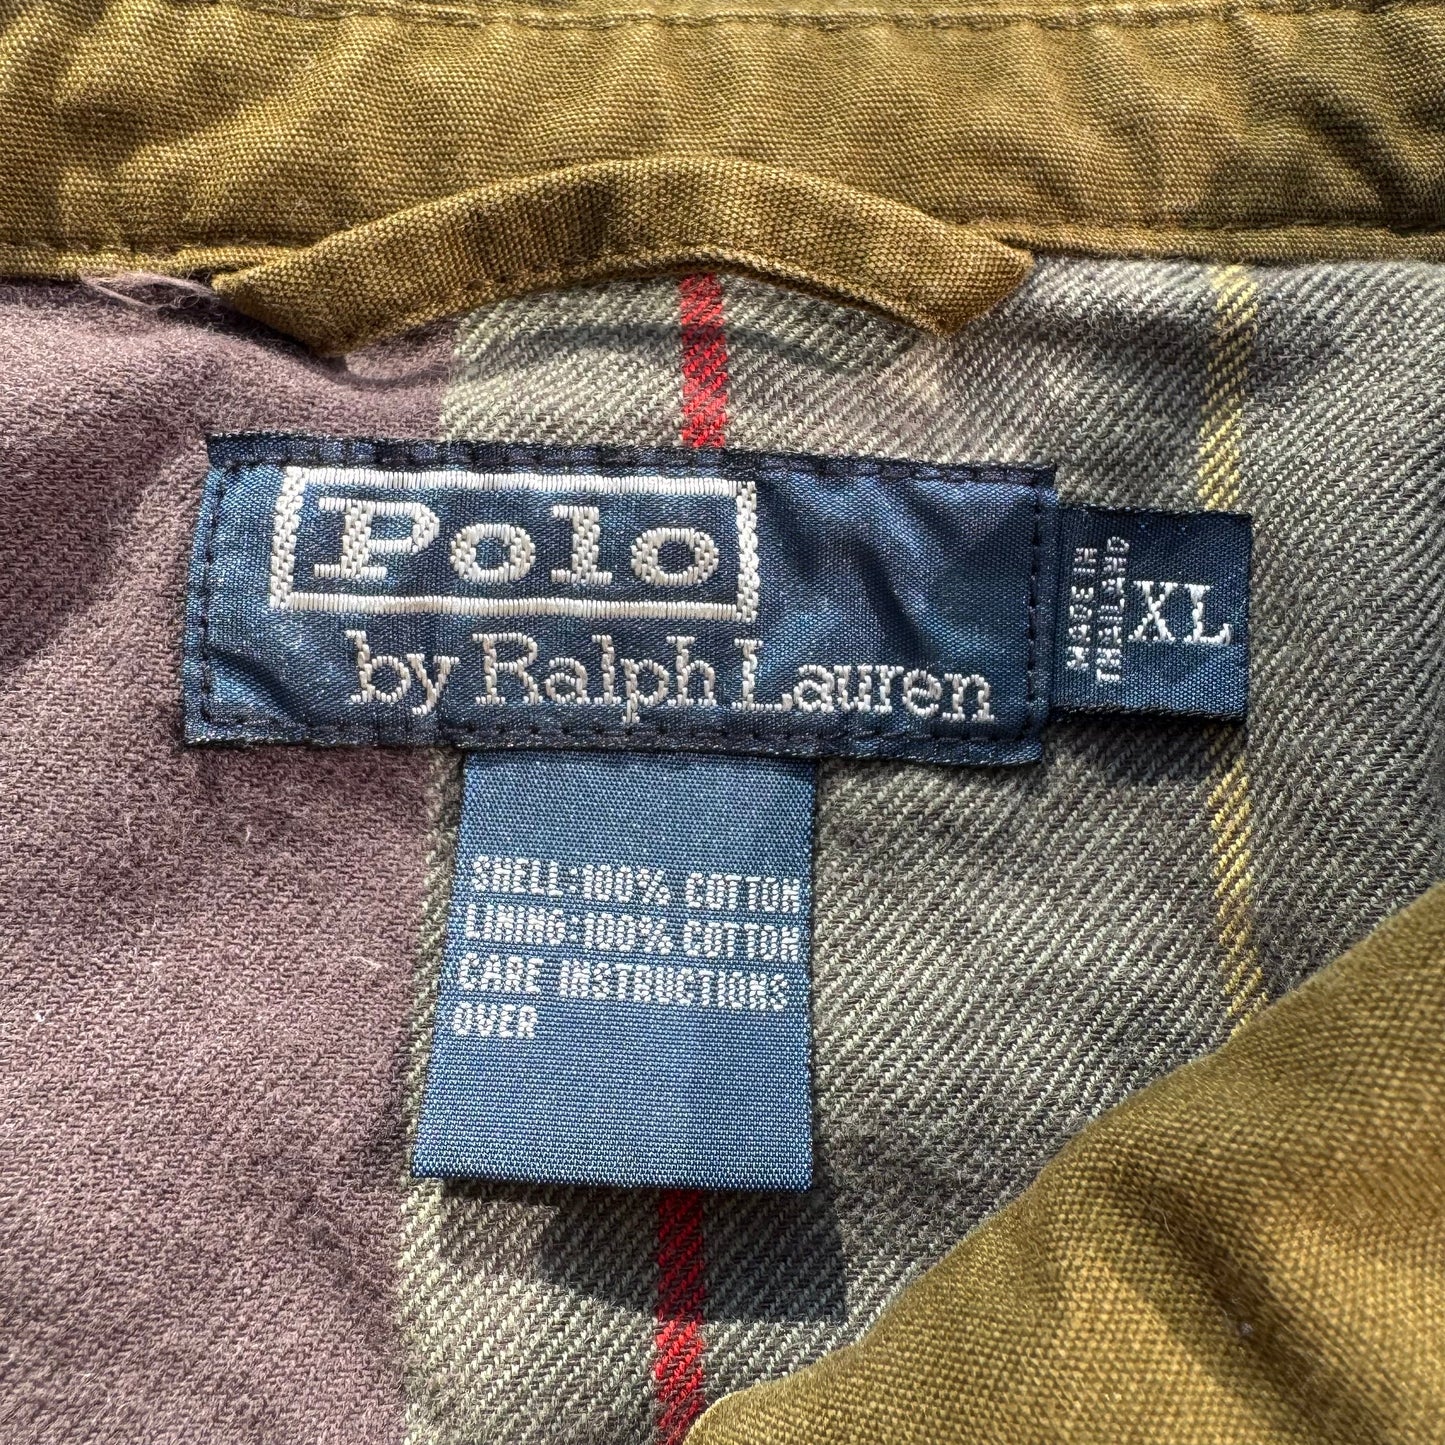 Polo
by Ralph Lauren
MADE IN
THAILAND
XL
SHELL-100% COTTON
LINING-100% COTTON
CARE INSTRUCTIONS
OVER